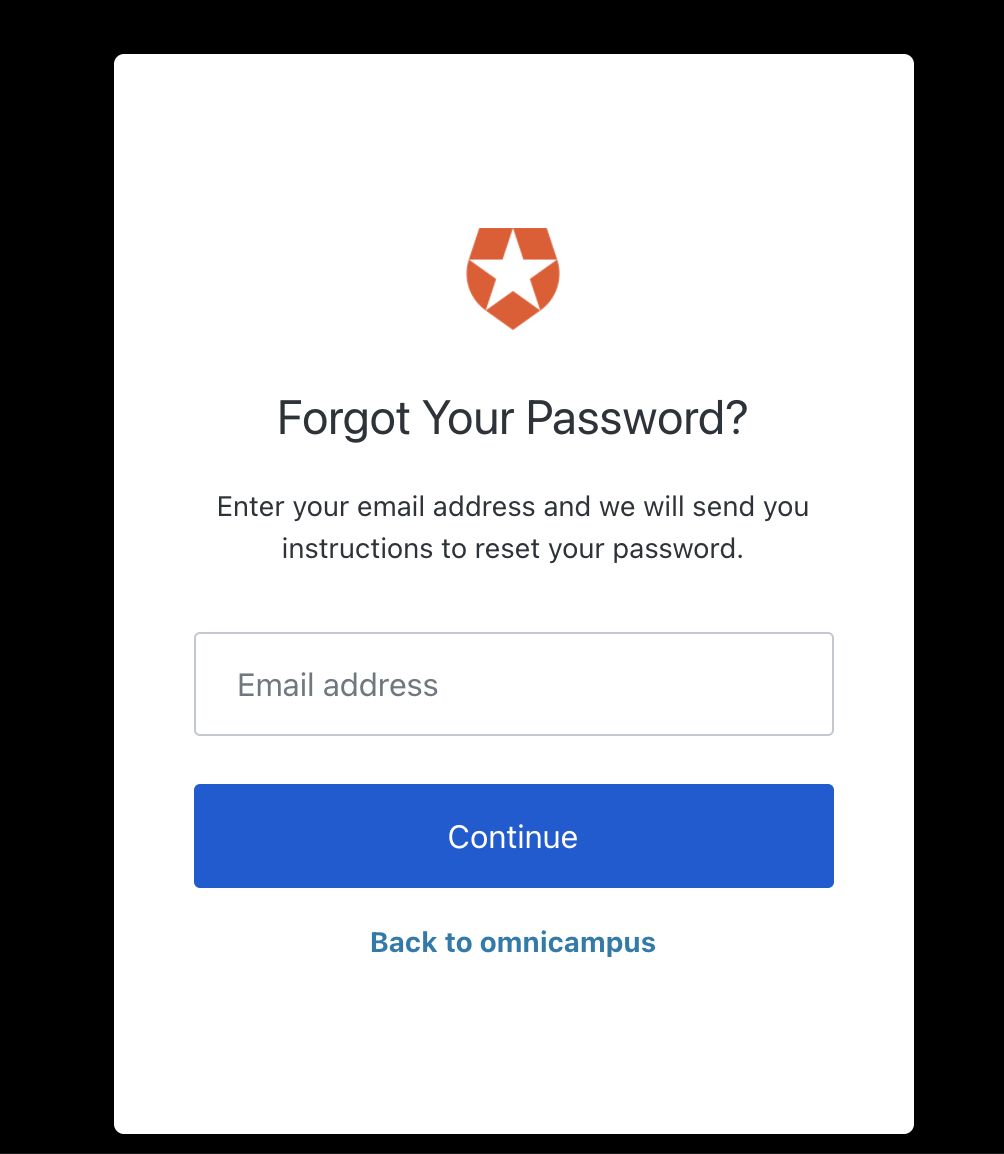 Forgot Your Password?
Enter your email address and we will send you
instructions to reset your password.
Email address
Continue
Back to omnicampus